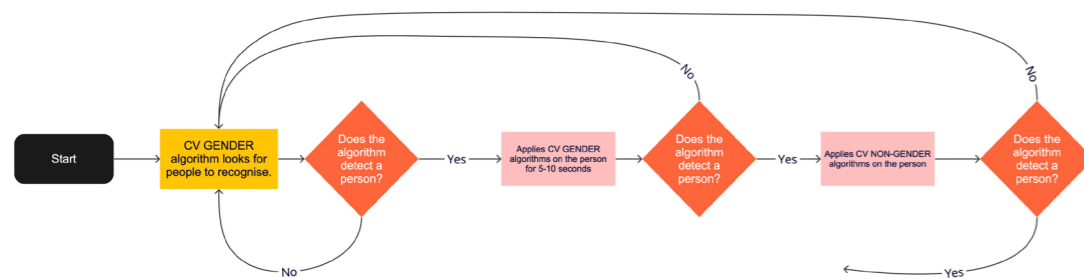 No
No
Start
CV GENDER
algorithm looks for
people to recognise.
Does the
algorithm
detect a
person?
Yes
Applies CV GENDER
algorithms on the person
for 5-10 seconds
Does the
algorithm
detect a
person?
Yes
Applies CV NON-GENDER
algorithms on the person
Does the
algorithm
detect a
person?
No
Yes